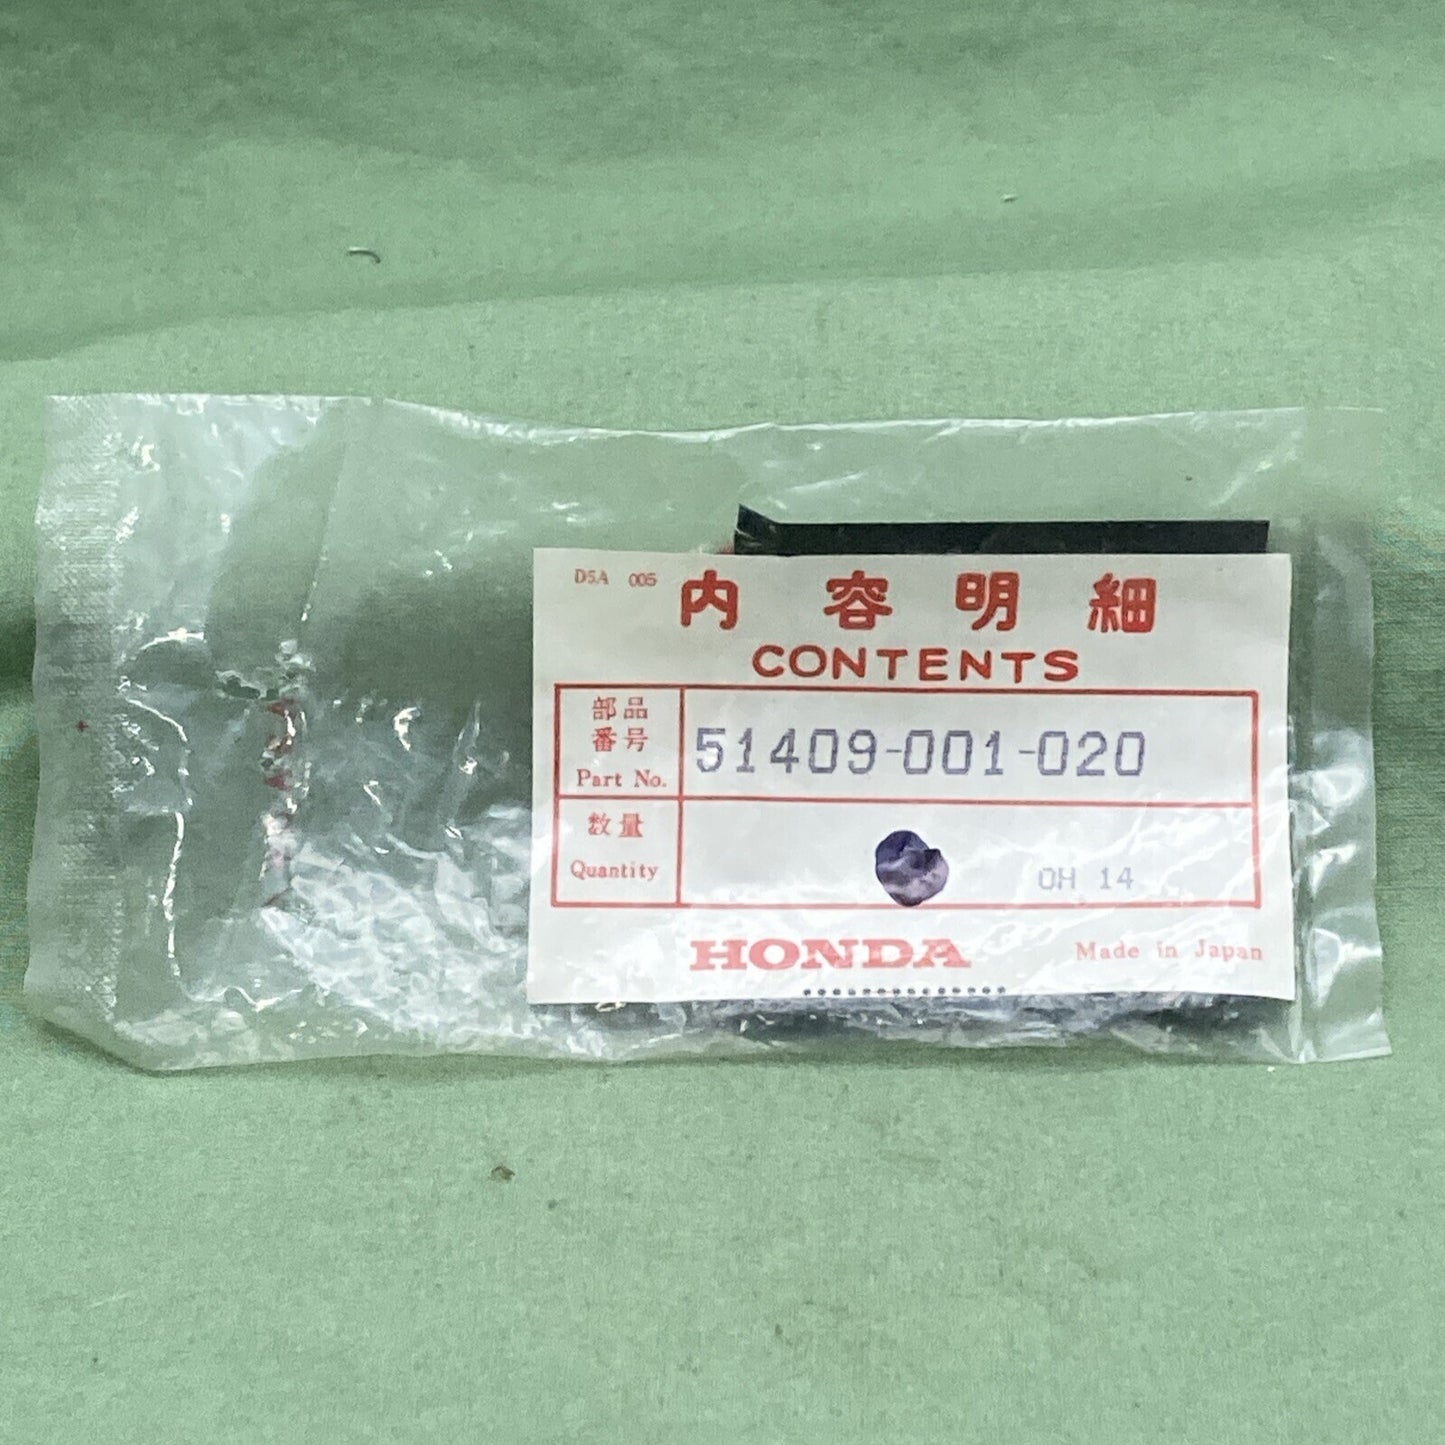 D5A 005
内容明細
CONTENTS
部品
番号
Part No.
51409-001-020
数量
Quantity
OH 14
HONDA
Made in Japan